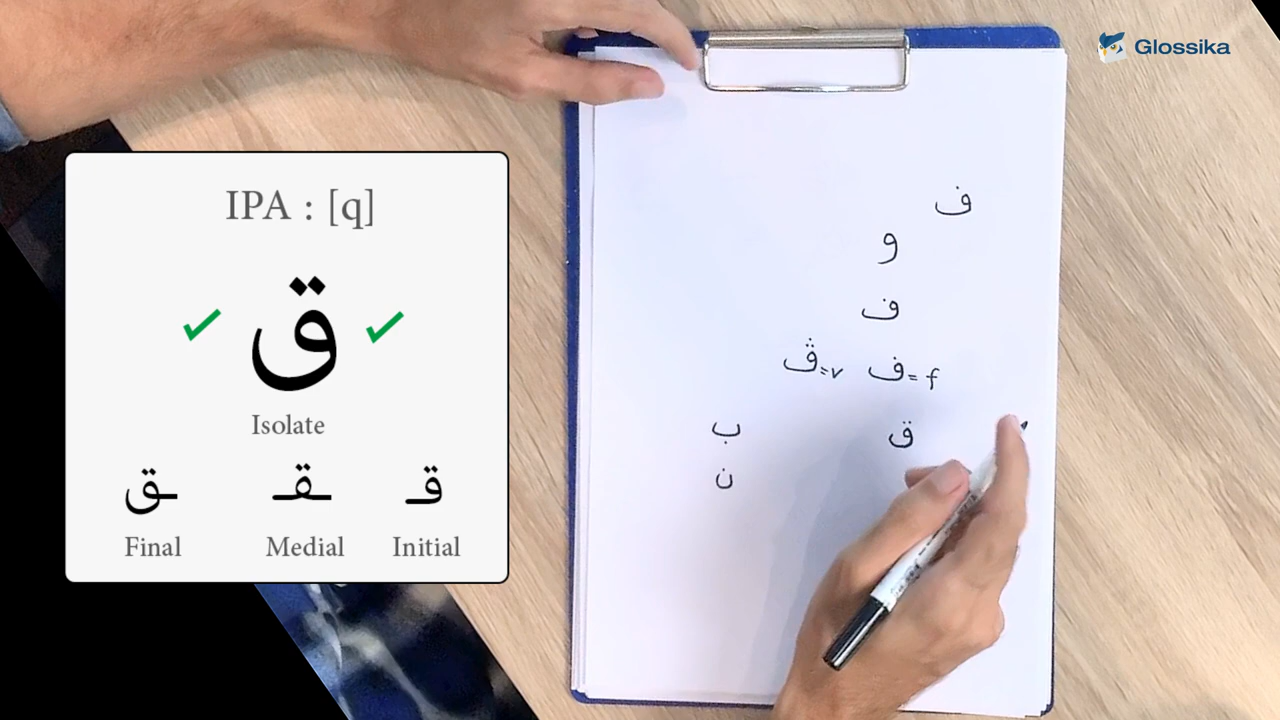 Glossika
IPA : [q]
ق
Isolate
ـق ـقـ قـ
Final Medial Initial
ف
و
ف
ف = f ڤ = v
ق ب
ن